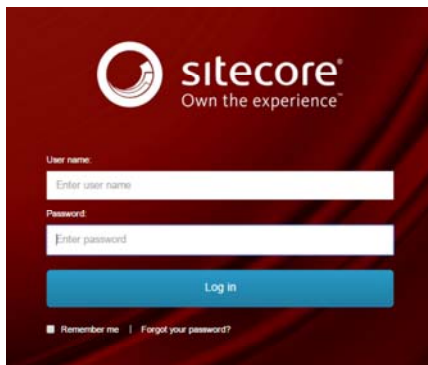 sitecore®
Own the experience™
User name:
Enter user name
Password:
Enter password
Log in
Remember me | Forgot your password?